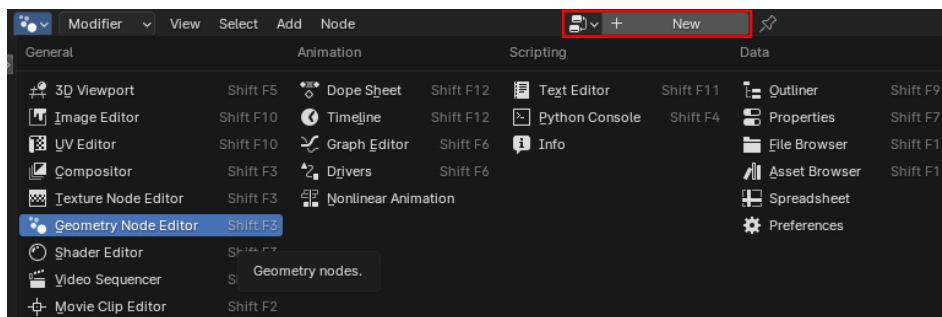 Modifier View Select Add Node + New
General Animation Scripting Data
3D Viewport Shift F5 Dope Sheet Shift F12 Text Editor Shift F11 Outliner Shift F9
Image Editor Shift F10 Timeline Shift F12 Python Console Shift F4 Properties Shift F7
UV Editor Shift F10 Graph Editor Shift F6 Info File Browser Shift F1
Compositor Shift F3 Drivers Shift F6 Asset Browser Shift F1
Texture Node Editor Shift F3 Nonlinear Animation Spreadsheet
Geometry Node Editor Shift F3 Preferences
Shader Editor
Geometry nodes.
Video Sequencer
Movie Clip Editor Shift F2